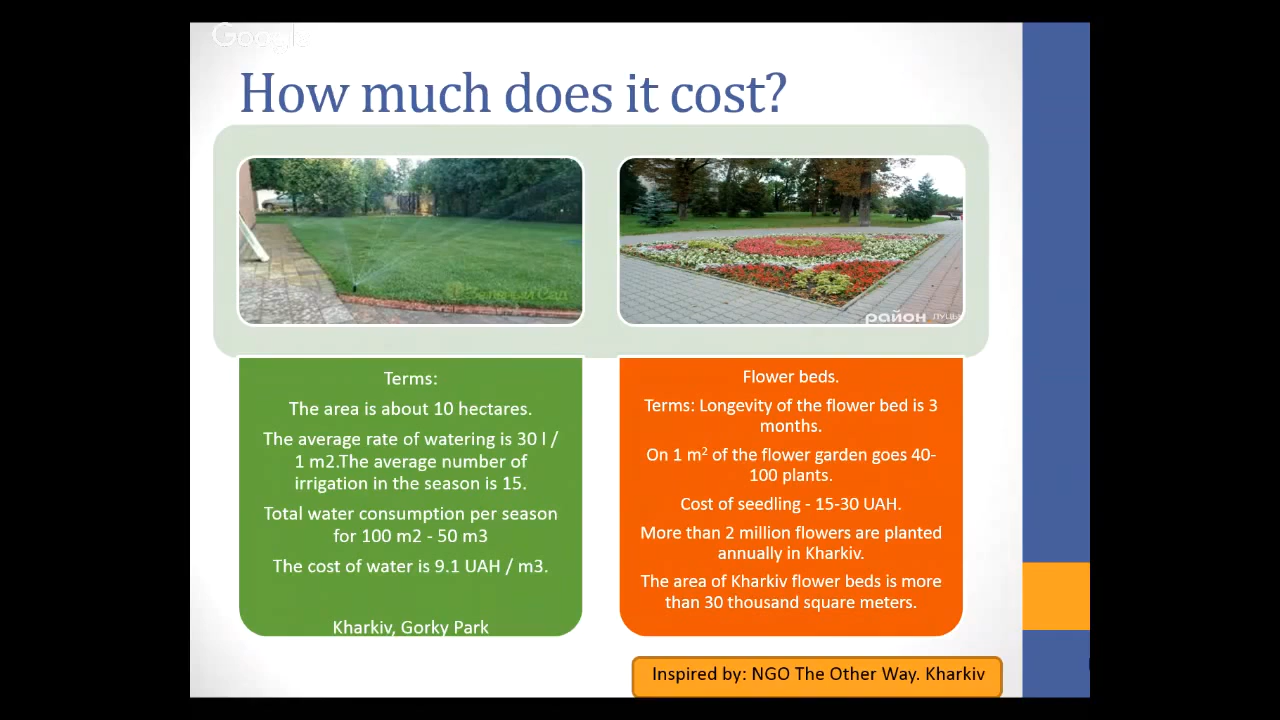 Google
How much does it cost?
район
Terms:
The area is about 10 hectares.
The average rate of watering is 30 l /
1 m2.The average number of
irrigation in the season is 15.
Total water consumption per season
for 100 m2 - 50 m3
The cost of water is 9.1 UAH / m3.
Kharkiv, Gorky Park
Flower beds.
Terms: Longevity of the flower bed is 3
months.
On 1 m² of the flower garden goes 40-
100 plants.
Cost of seedling - 15-30 UAH.
More than 2 million flowers are planted
annually in Kharkiv.
The area of Kharkiv flower beds is more
than 30 thousand square meters.
Inspired by: NGO The Other Way. Kharkiv